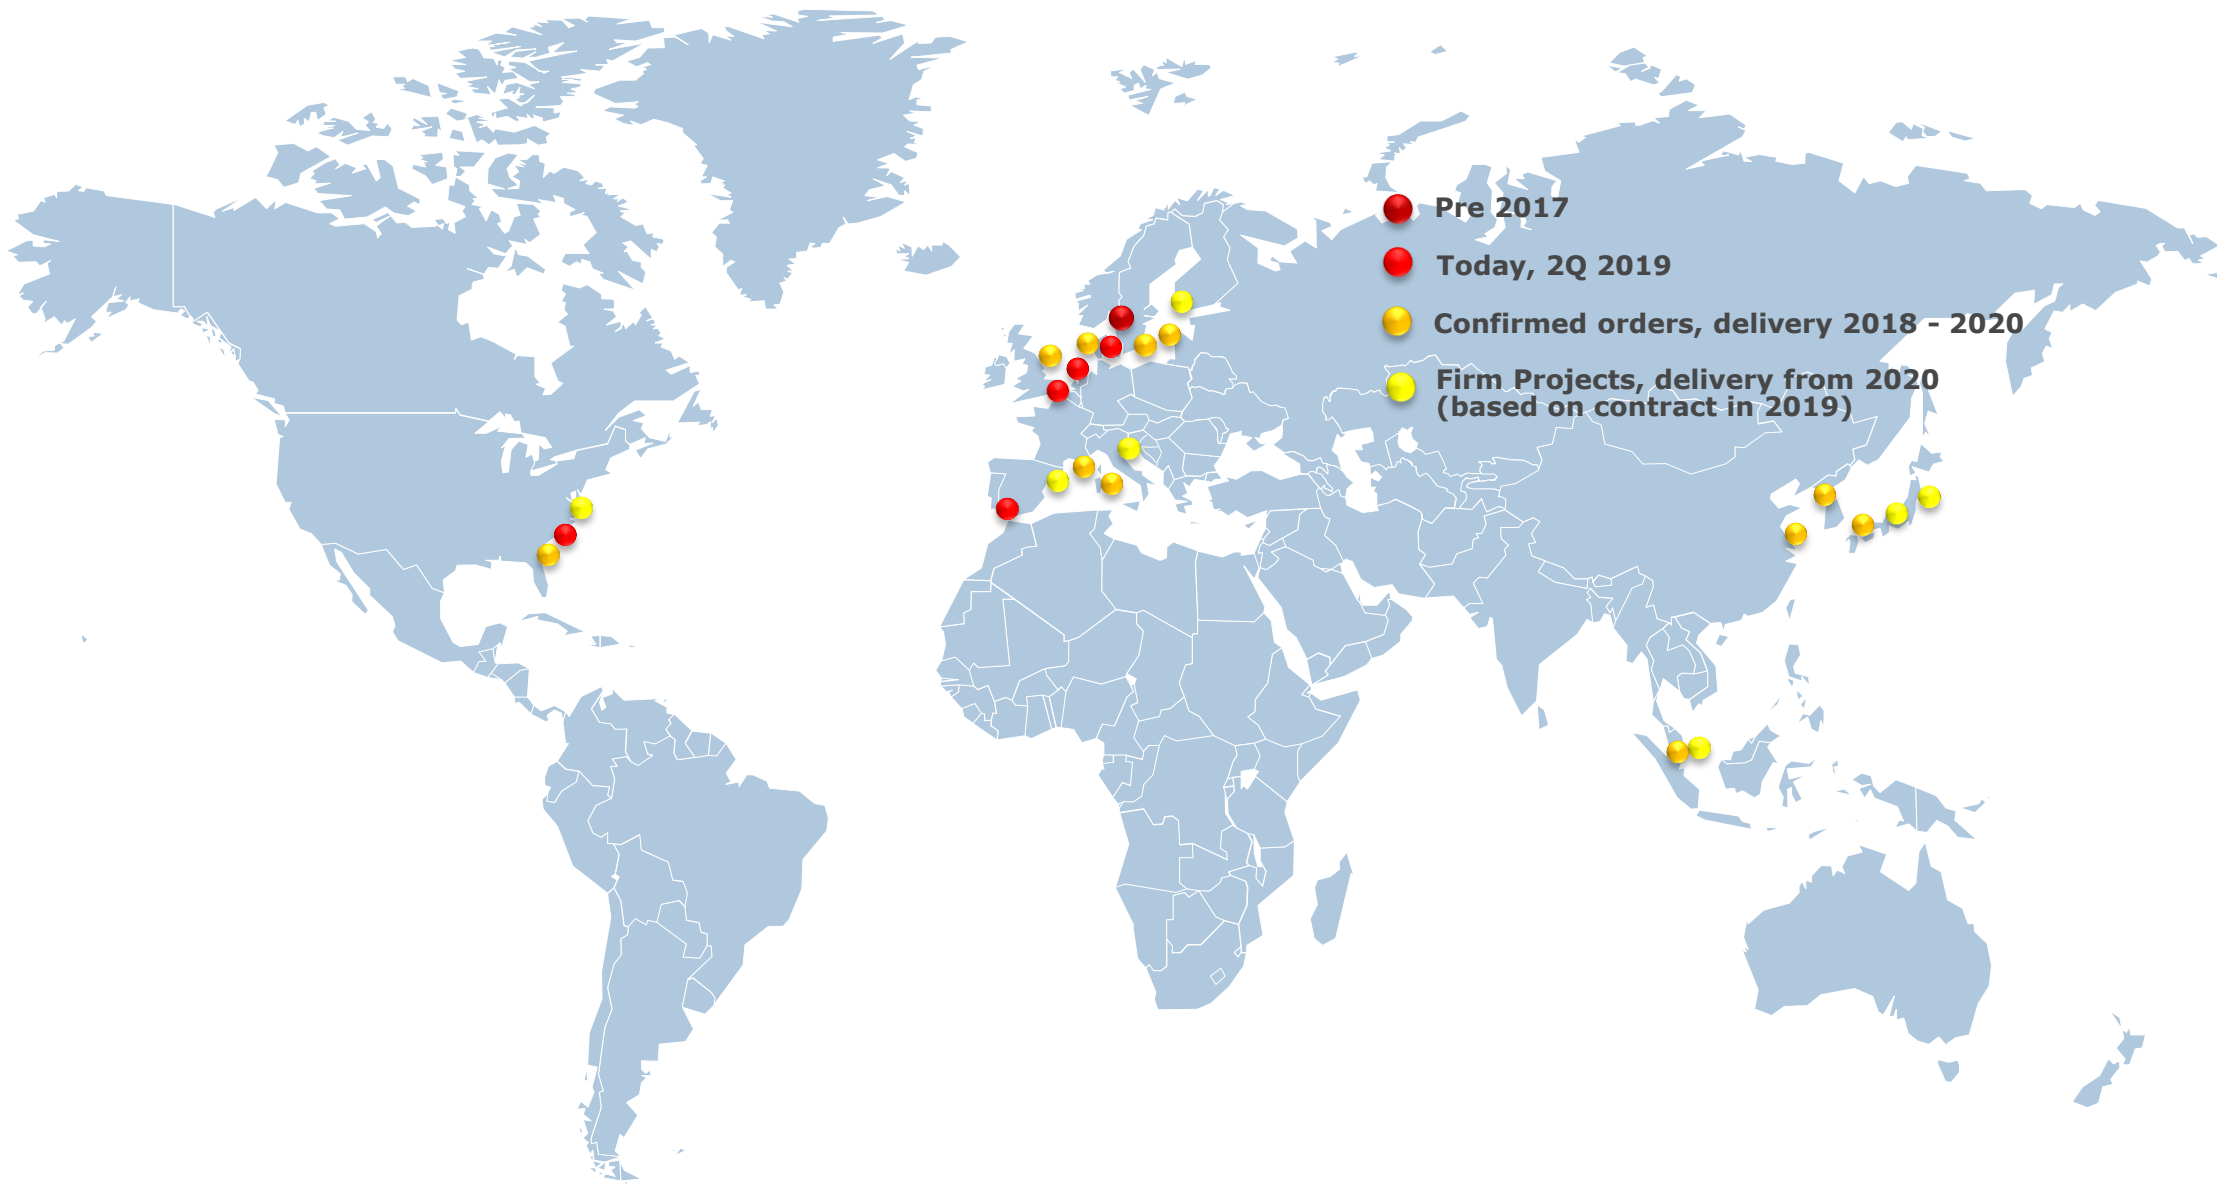 Pre 2017
Today, 2Q 2019
Confirmed orders, delivery 2018 - 2020
Firm Projects, delivery from 2020
(based on contract in 2019)